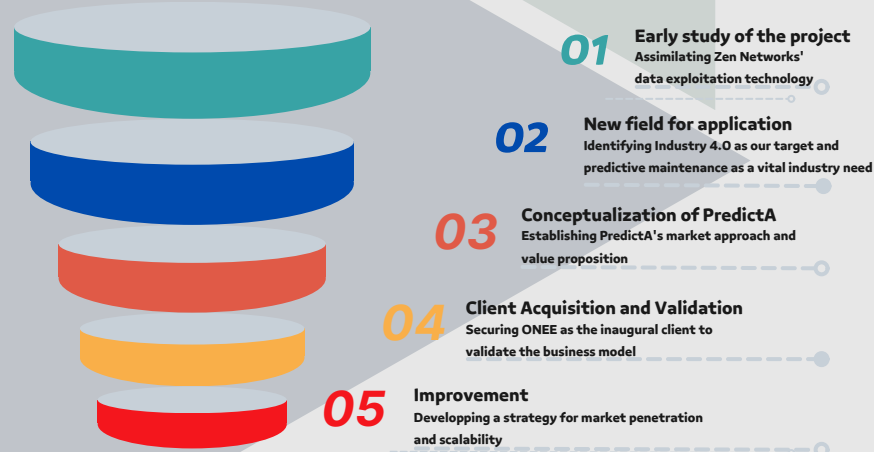 01
Early study of the project
Assimilating Zen Networks'
data exploitation technology
02
New field for application
Identifying Industry 4.0 as our target and
predictive maintenance as a vital industry need
03
Conceptualization of PredictA
Establishing PredictA's market approach and
value proposition
04
Client Acquisition and Validation
Securing ONEE as the inaugural client to
validate the business model
05
Improvement
Developping a strategy for market penetration
and scalability